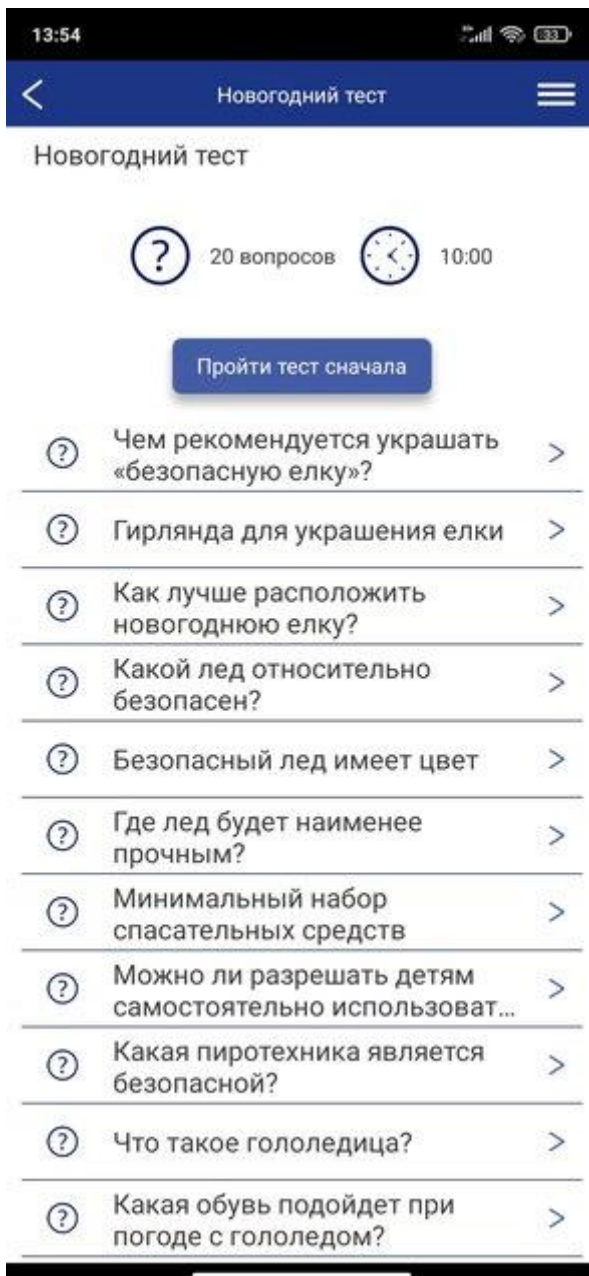 13:54
33
Новогодний тест
Новогодний тест
20 вопросов
10:00
Пройти тест сначала
Чем рекомендуется украшать
«безопасную елку»?
Гирлянда для украшения елки
Как лучше расположить
новогоднюю елку?
Какой лед относительно
безопасен?
Безопасный лед имеет цвет
Где лед будет наименее
прочным?
Минимальный набор
спасательных средств
Можно ли разрешать детям
самостоятельно использоват...
Какая пиротехника является
безопасной?
Что такое гололедица?
Какая обувь подойдет при
погоде с гололедом?